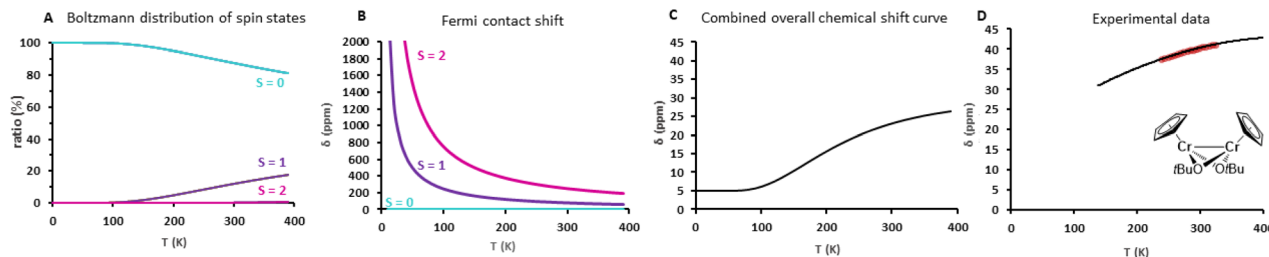 A Boltzmann distribution of spin states
100
80
60
40
20
0
ratio (%)
S = 0
S = 1
S = 2
0 100 200 300 400
T (K)
B Fermi contact shift
2000
1800
1600
1400
1200
1000
800
600
400
200
0
δ (ppm)
S = 2
S = 1
S = 0
0 100 200 300 400
T (K)
C Combined overall chemical shift curve
45
40
35
30
25
20
15
10
5
0
δ (ppm)
0 100 200 300 400
T (K)
D Experimental data
45
40
35
30
25
20
15
10
5
0
δ (ppm)
Cr Cr
tBuO OtBu
0 100 200 300 400
T (K)